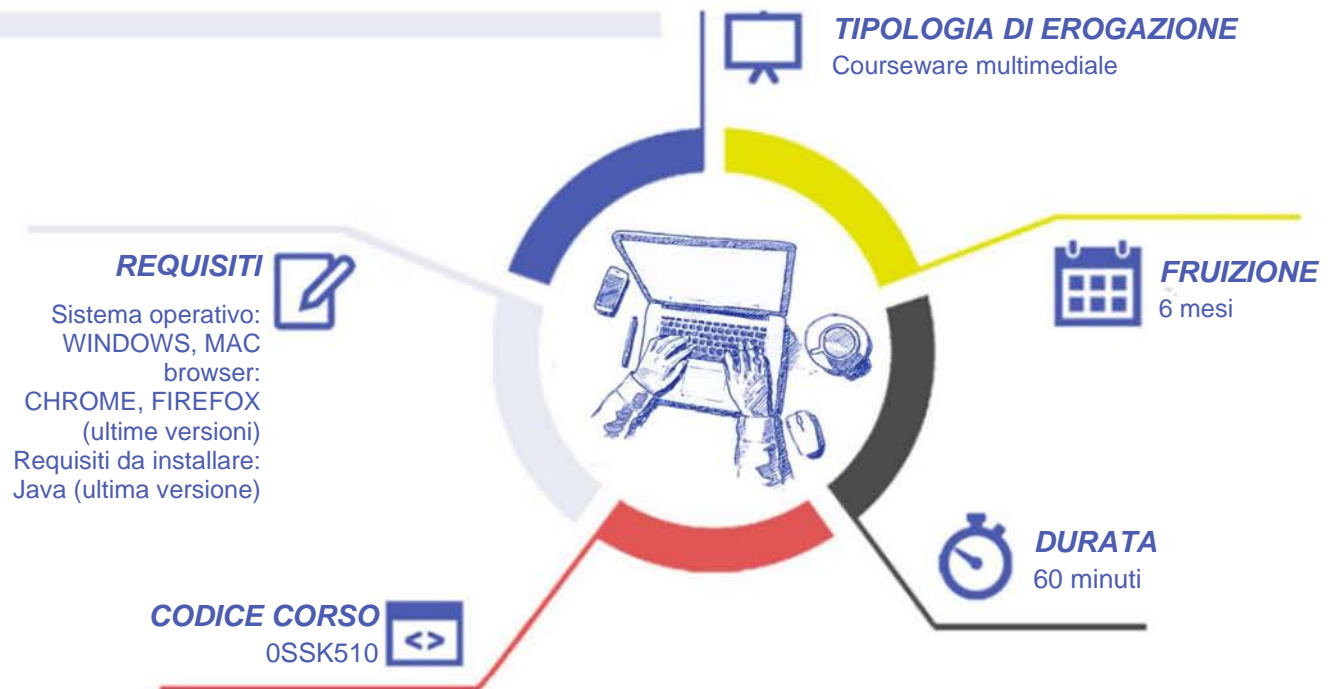 TIPOLOGIA DI EROGAZIONE
Courseware multimediale
REQUISITI
Sistema operativo:
WINDOWS, MAC
browser:
CHROME, FIREFOX
(ultime versioni)
Requisiti da installare:
Java (ultima versione)
FRUIZIONE
6 mesi
DURATA
60 minuti
CODICE CORSO
0SSK510
<>